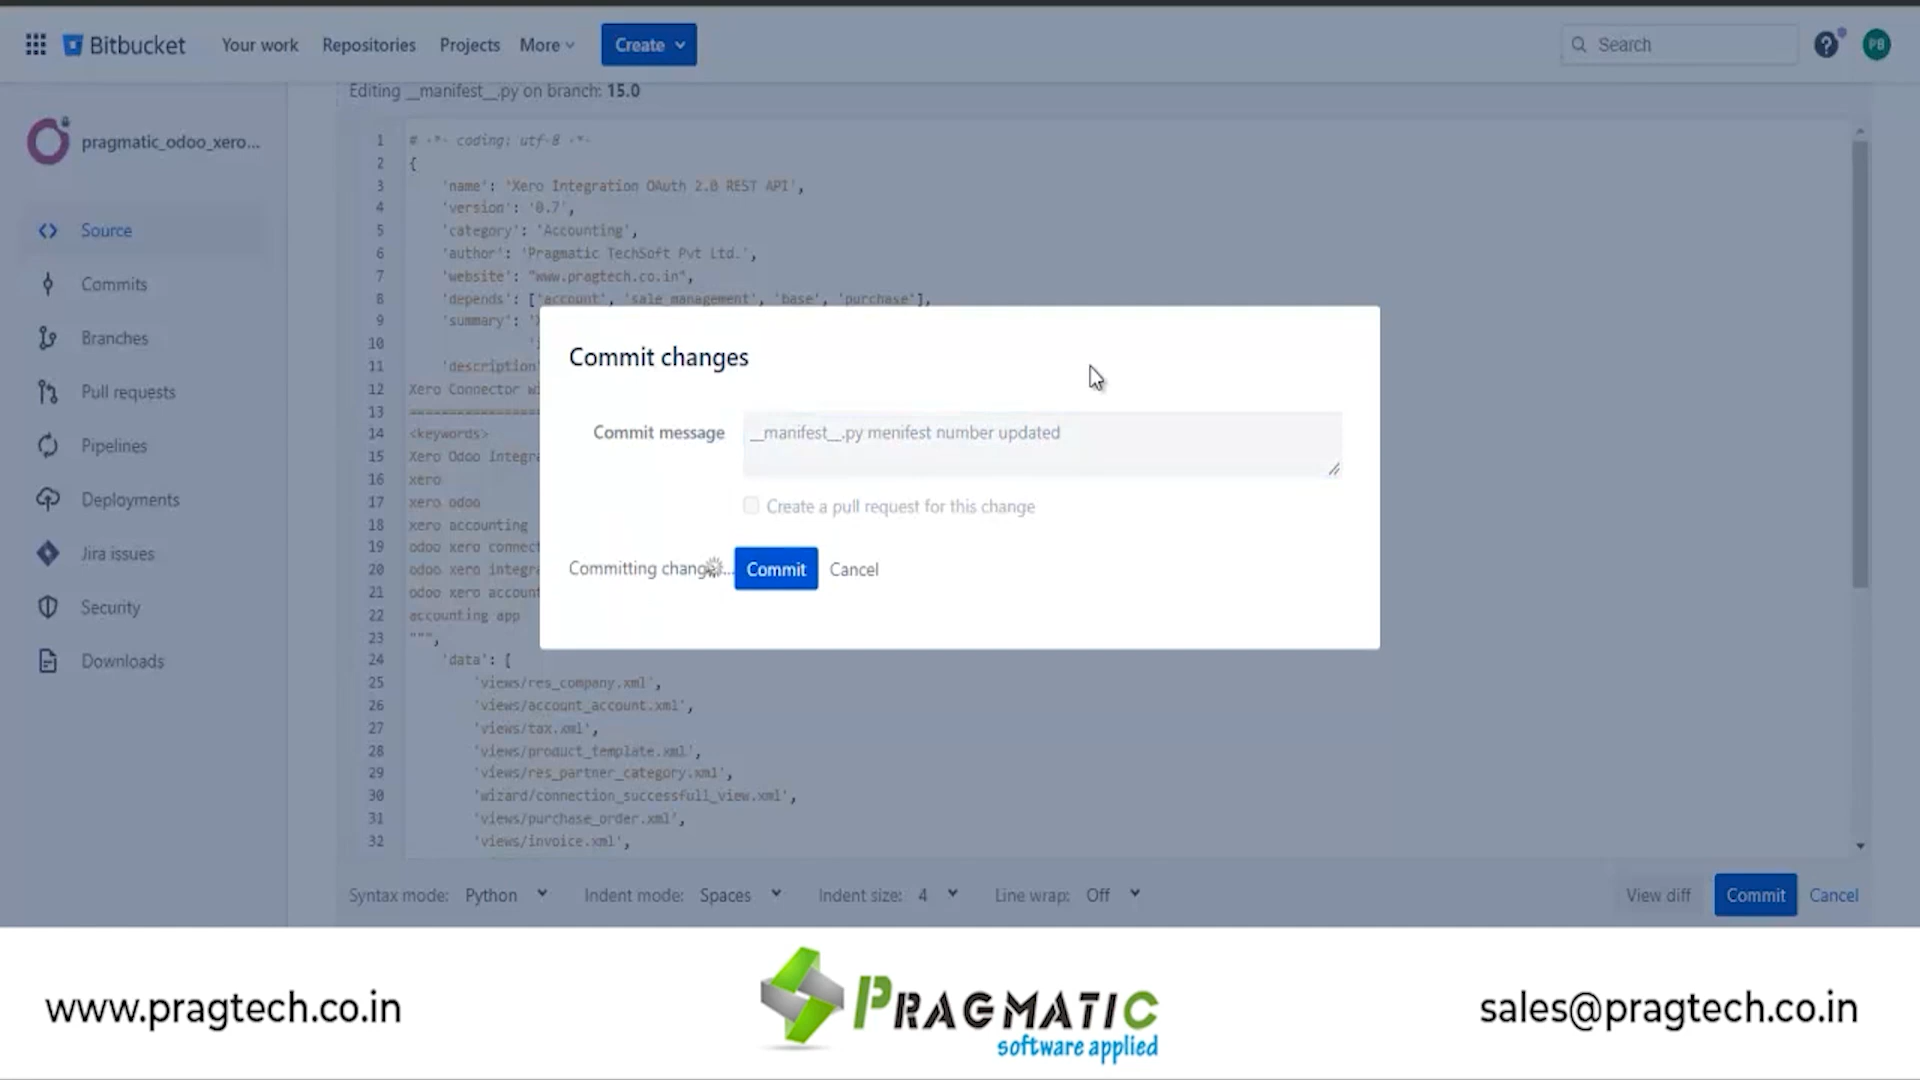 Bitbucket Your work Repositories Projects More Create Search PB
Editing __manifest__.py on branch: 15.0
pragmatic_odoo_xero...
Source
Commits
Branches
Pull requests
Pipelines
Deployments
Jira issues
Security
Downloads
1 # -*- coding: utf-8 -*-
2 {
3 'name': 'Xero Integration OAuth 2.0 REST API',
4 'version': '0.7',
5 'category': 'Accounting',
6 'author': 'Pragmatic TechSoft Pvt Ltd.',
7 'website': "www.pragtech.co.in",
8 'depends': ['account', 'sale_management', 'base', 'purchase'],
9 'summary':
10
11 'description'
12 Xero Connector
13 ================
14 <keywords>
15 Xero Odoo
16 xero
17 xero odoo
18 xero accounting
19 odoo xero
20 odoo xero
21 odoo xero
22 accounting app
23 """,
24 'data': [
25 'views/res_company.xml',
26 'views/account_account.xml',
27 'views/tax.xml',
28 'views/product_template.xml',
29 'views/res_partner_category.xml',
30 'wizard/connection_successfull_view.xml',
31 'views/purchase_order.xml',
32 'views/invoice.xml',
Commit changes
Commit message __manifest__.py menifest number updated
Create a pull request for this change
Committing Commit Cancel
Syntax mode: Python Indent mode: Spaces Indent size: 4 Line wrap: Off View diff Commit Cancel
www.pragtech.co.in
PRAGMATIC
software applied
sales@pragtech.co.in